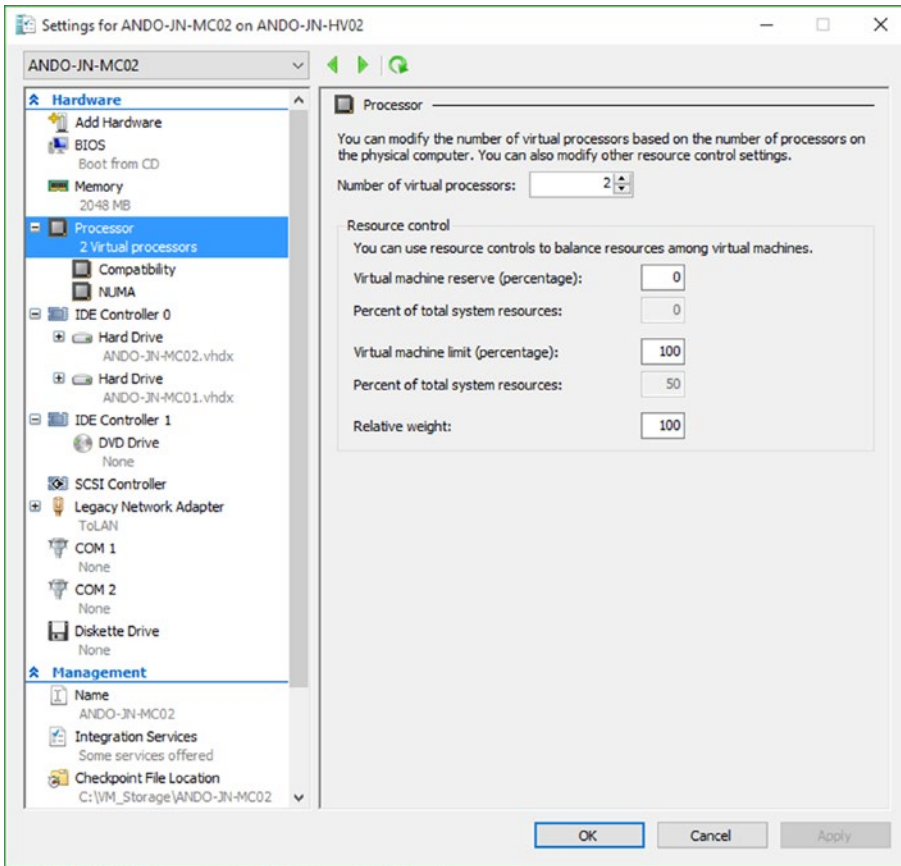 Settings for ANDO-JN-MC02 on ANDO-JN-HV02
ANDO-JN-MC02
Hardware
Add Hardware
BIOS
Boot from CD
Memory
2048 MB
Processor
2 Virtual processors
Compatibility
NUMA
IDE Controller 0
Hard Drive
ANDO-JN-MC02.vhdx
Hard Drive
ANDO-JN-MC01.vhdx
IDE Controller 1
DVD Drive
None
SCSI Controller
Legacy Network Adapter
ToLAN
COM 1
None
COM 2
None
Diskette Drive
None
Management
Name
ANDO-JN-MC02
Integration Services
Some services offered
Checkpoint File Location
C:\VM_Storage\ANDO-JN-MC02
Processor
You can modify the number of virtual processors based on the number of processors on
the physical computer. You can also modify other resource control settings.
Number of virtual processors: 2
Resource control
You can use resource controls to balance resources among virtual machines.
Virtual machine reserve (percentage): 0
Percent of total system resources: 0
Virtual machine limit (percentage): 100
Percent of total system resources: 50
Relative weight: 100
OK Cancel Apply